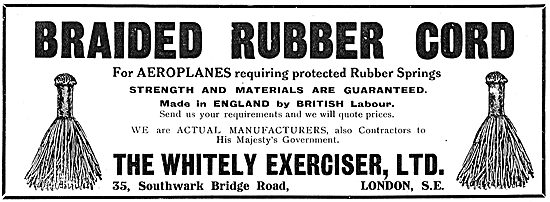 BRAIDED RUBBER CORD
For AEROPLANES requiring protected Rubber Springs
STRENGTH AND MATERIALS ARE GUARANTEED.
Made in ENGLAND by BRITISH Labour.
Send us your requirements and we will quote prices.
WE are ACTUAL MANUFACTURERS, also Contractors to
His Majesty's Government.
THE WHITELY EXERCISER, LTD.
35, Southwark Bridge Road, LONDON, S.E.